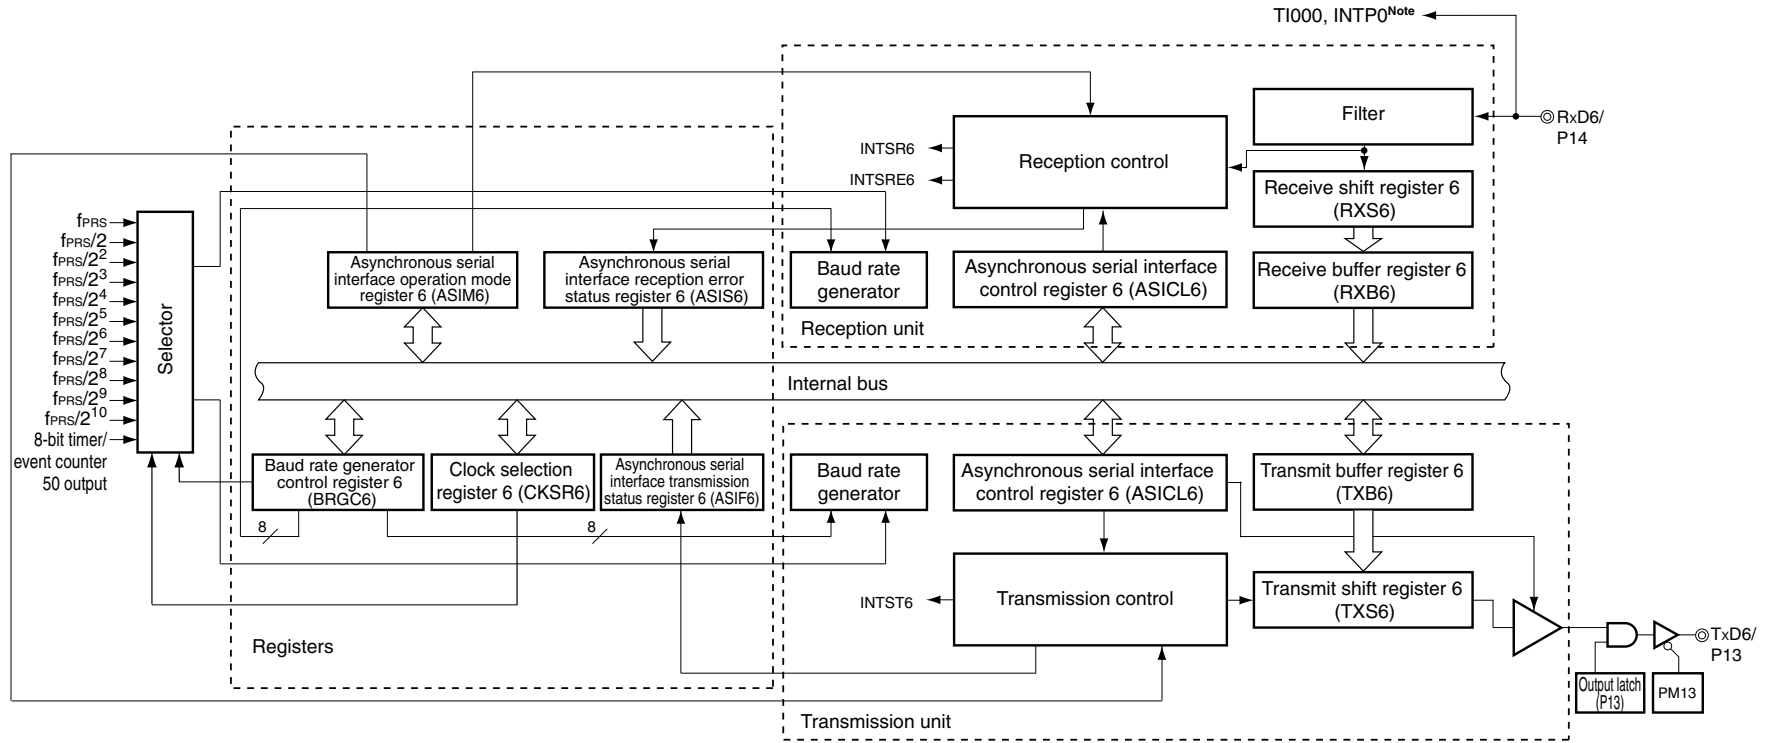 TI000, INTP0Note
Filter
RxD6/
P14
INTSR6
INTSRE6
Reception control
Receive shift register 6
(RXS6)
fPRS
fPRS/2
fPRS/2²
fPRS/2³
fPRS/2⁴
fPRS/2⁵
fPRS/2⁶
fPRS/2⁷
fPRS/2⁸
fPRS/2⁹
fPRS/2¹⁰
8-bit timer/
event counter
50 output
Selector
Asynchronous serial
interface operation mode
register 6 (ASIM6)
Asynchronous serial
interface reception error
status register 6 (ASIS6)
Baud rate
generator
Asynchronous serial interface
control register 6 (ASICL6)
Receive buffer register 6
(RXB6)
Reception unit
Internal bus
Baud rate generator
control register 6
(BRGC6)
Clock selection
register 6 (CKSR6)
Asynchronous serial
interface transmission
status register 6 (ASIF6)
Baud rate
generator
Asynchronous serial interface
control register 6 (ASICL6)
Transmit buffer register 6
(TXB6)
8
8
INTST6
Transmission control
Transmit shift register 6
(TXS6)
Registers
TxD6/
P13
Output latch
(P13)
PM13
Transmission unit